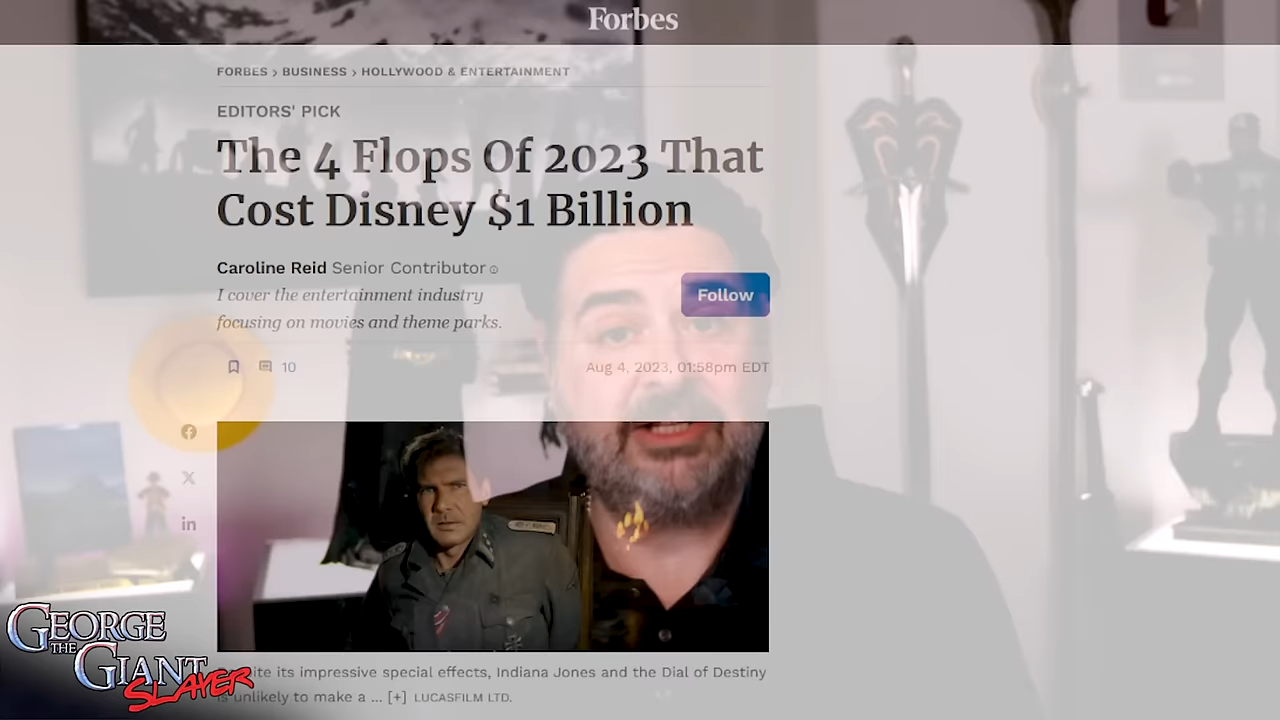 Forbes
FORBES › BUSINESS › HOLLYWOOD & ENTERTAINMENT
EDITORS' PICK
The 4 Flops Of 2023 That
Cost Disney $1 Billion
Caroline Reid Senior Contributor
I cover the entertainment industry
focusing on movies and theme parks.
Follow
10
Aug 4, 2023, 01:58pm EDT
Despite its impressive special effects, Indiana Jones and the Dial of Destiny
is unlikely to make a ... [+] LUCASFILM LTD.
GEORGE
THE
GIANT
SLAYER